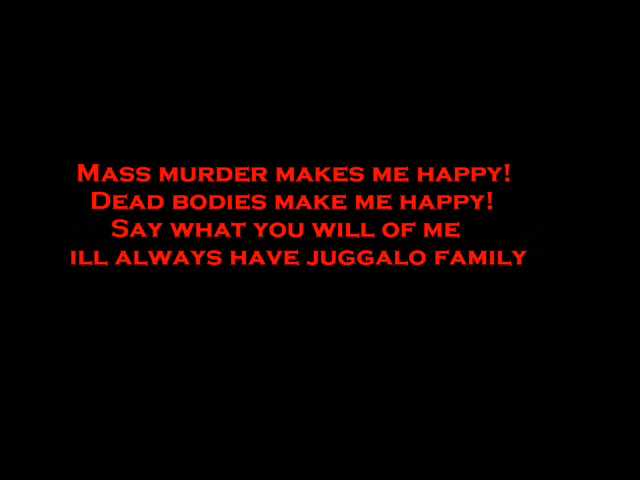 Mass murder makes me happy!
Dead bodies make me happy!
Say what you will of me
ill always have juggalo family